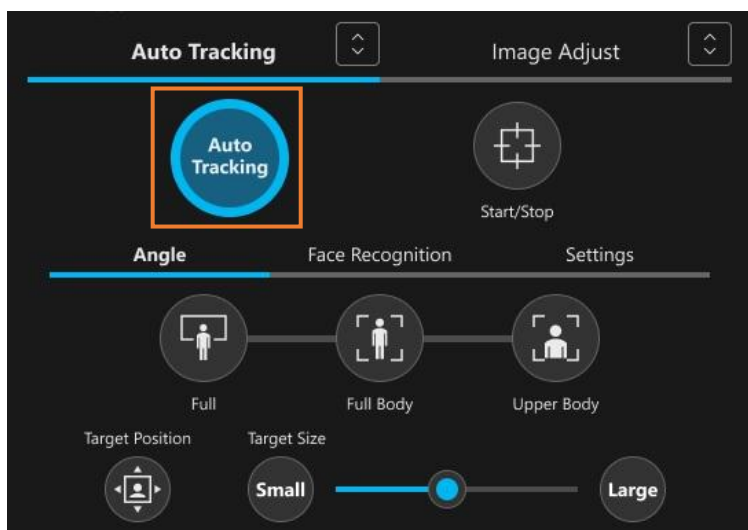 Auto Tracking
Image Adjust
Auto
Tracking
Start/Stop
Angle
Face Recognition
Settings
Full
Full Body
Upper Body
Target Position
Target Size
Small
Large